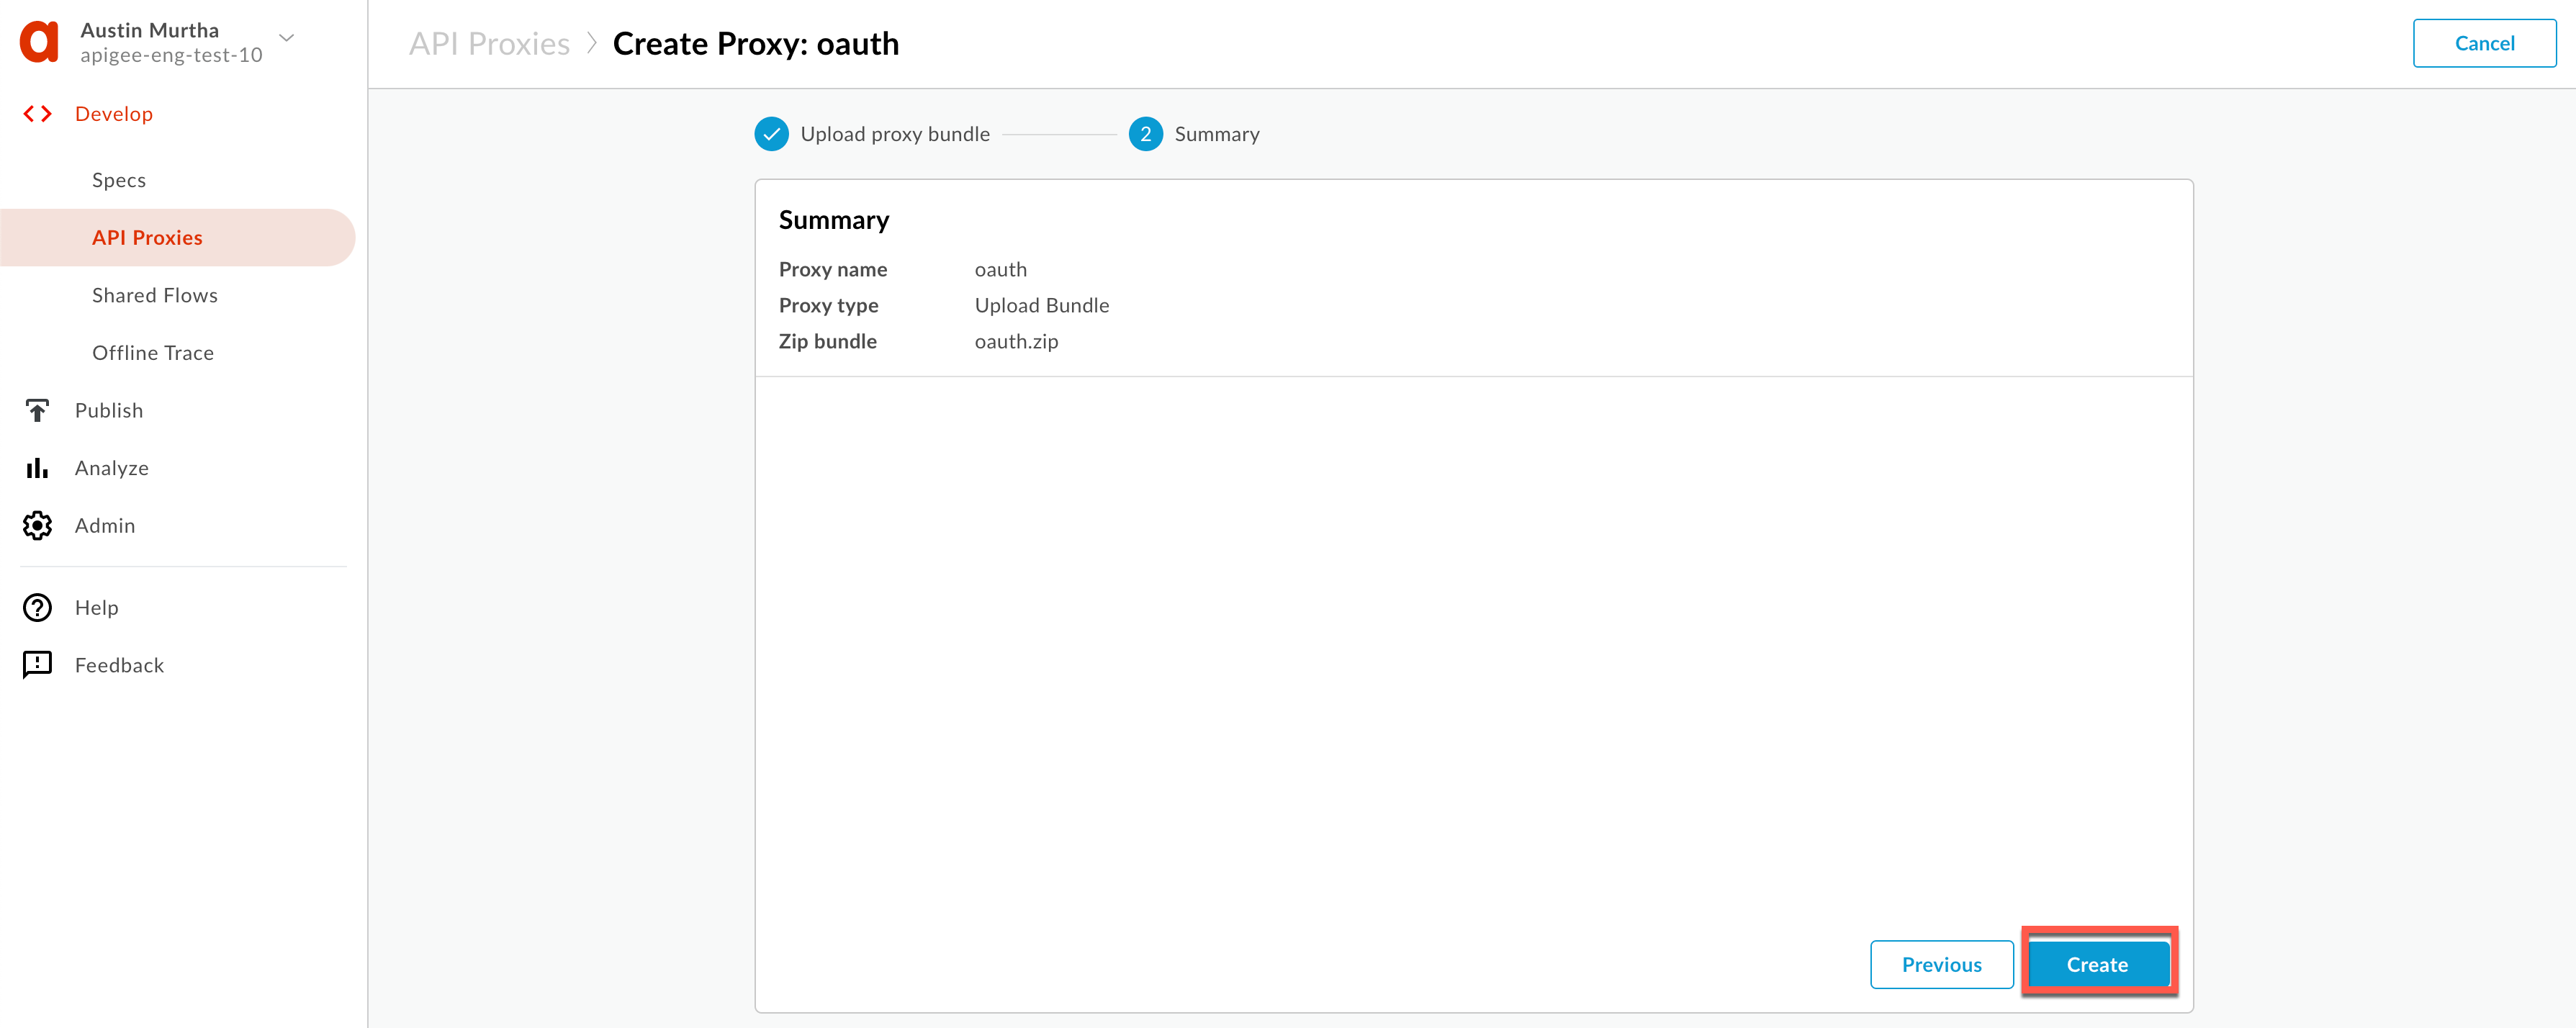 Austin Murtha
apigee-eng-test-10
Develop
Specs
API Proxies
Shared Flows
Offline Trace
Publish
Analyze
Admin
Help
Feedback
API Proxies > Create Proxy: oauth
Cancel
Upload proxy bundle
2 Summary
Summary
Proxy name oauth
Proxy type Upload Bundle
Zip bundle oauth.zip
Previous
Create